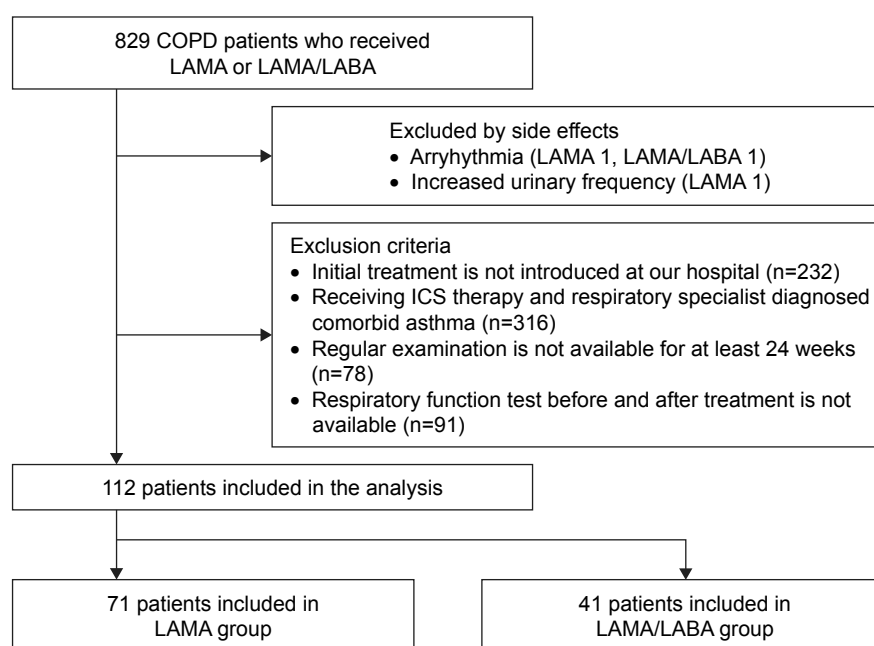 829 COPD patients who received
LAMA or LAMA/LABA
Excluded by side effects
• Arryhythmia (LAMA 1, LAMA/LABA 1)
• Increased urinary frequency (LAMA 1)
Exclusion criteria
• Initial treatment is not introduced at our hospital (n=232)
• Receiving ICS therapy and respiratory specialist diagnosed
comorbid asthma (n=316)
• Regular examination is not available for at least 24 weeks
(n=78)
• Respiratory function test before and after treatment is not
available (n=91)
112 patients included in the analysis
71 patients included in
LAMA group
41 patients included in
LAMA/LABA group